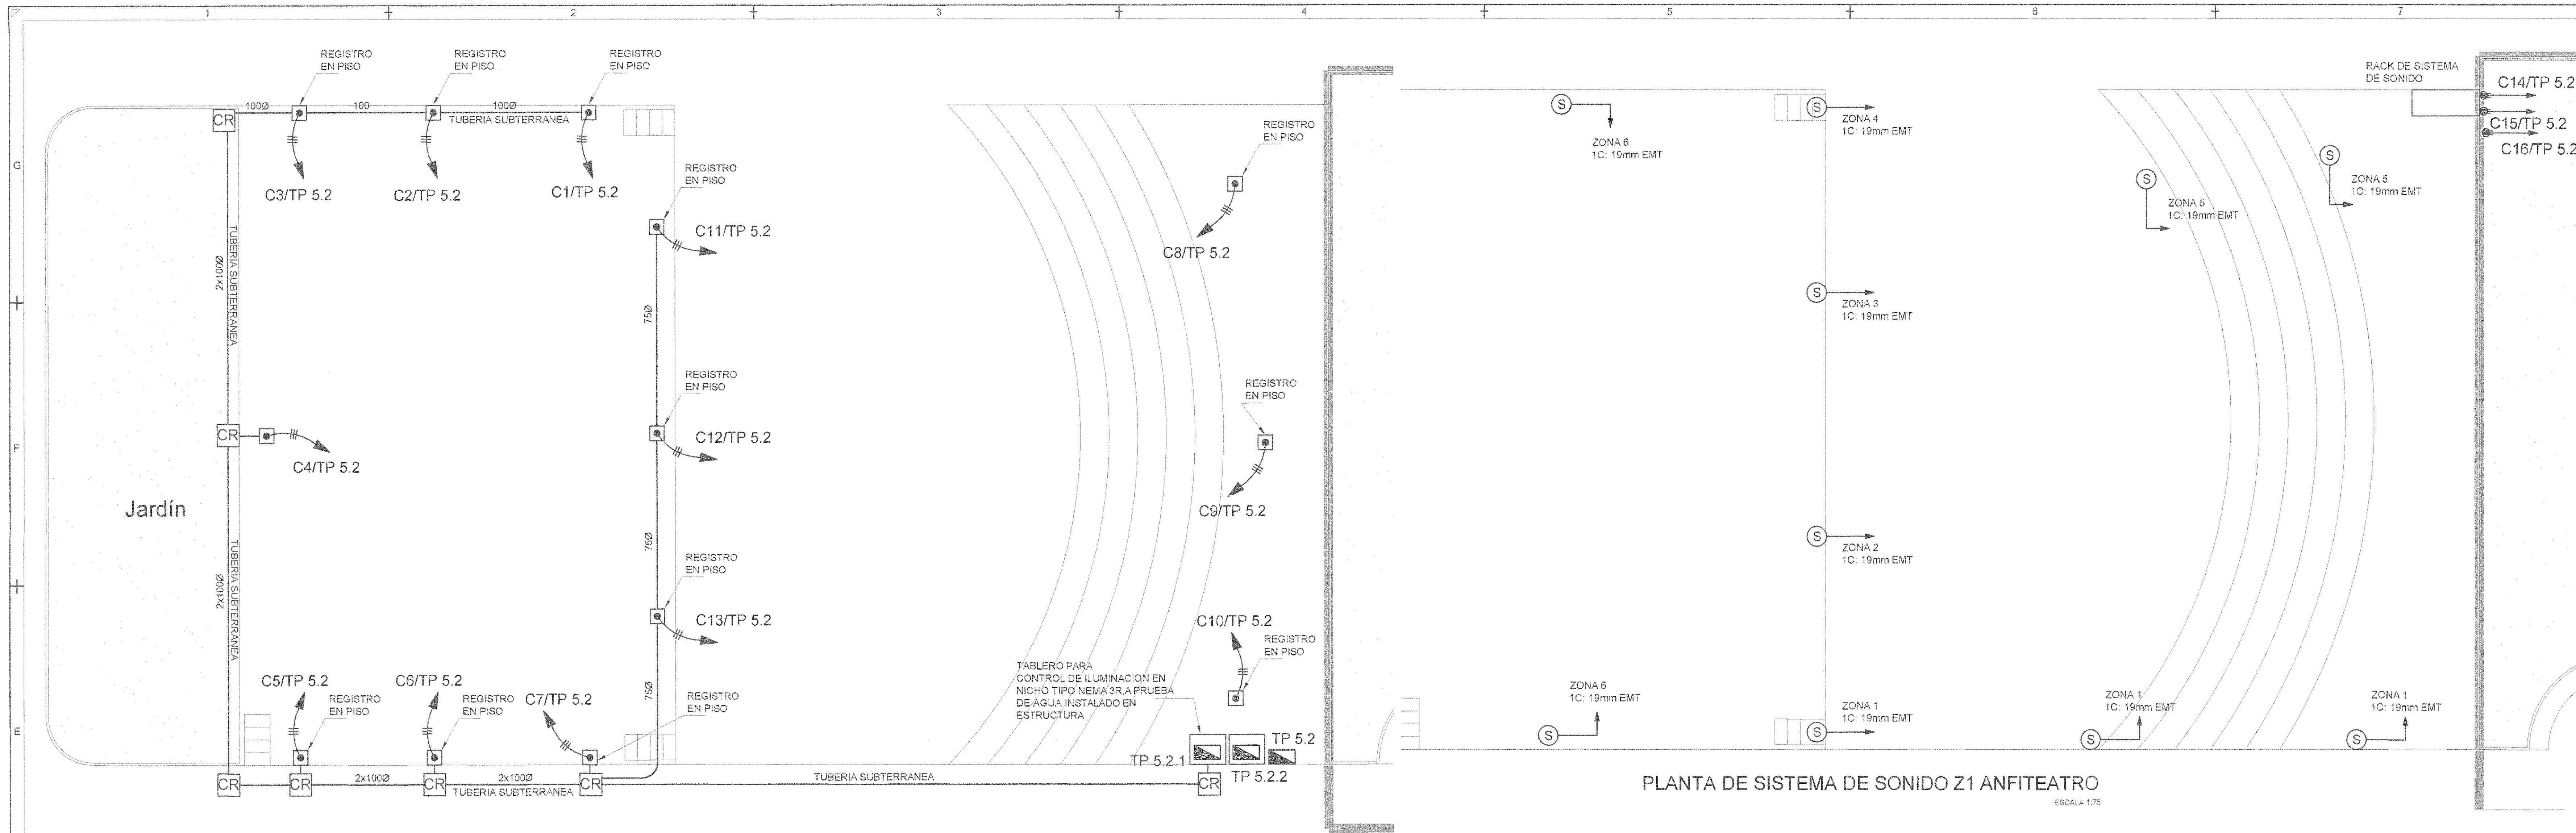 1
2
3
4
5
6
7
G
F
E
REGISTRO
EN PISO
REGISTRO
EN PISO
REGISTRO
EN PISO
CR
100Ø
100
100Ø
TUBERIA SUBTERRANEA
C3/TP 5.2
C2/TP 5.2
C1/TP 5.2
REGISTRO
EN PISO
C11/TP 5.2
2x100Ø
TUBERIA SUBTERRANEA
75Ø
REGISTRO
EN PISO
C8/TP 5.2
CR
C4/TP 5.2
REGISTRO
EN PISO
C12/TP 5.2
REGISTRO
EN PISO
C9/TP 5.2
Jardín
2x100Ø
TUBERIA SUBTERRANEA
75Ø
REGISTRO
EN PISO
C13/TP 5.2
75Ø
C10/TP 5.2
REGISTRO
EN PISO
TABLERO PARA
CONTROL DE ILUMINACION EN
NICHO TIPO NEMA 3R,A PRUEBA
DE AGUA INSTALADO EN
ESTRUCTURA
C5/TP 5.2
REGISTRO
EN PISO
C6/TP 5.2
REGISTRO
EN PISO
C7/TP 5.2
REGISTRO
EN PISO
TP 5.2.1
TP 5.2
TP 5.2.2
CR
CR
2x100Ø
CR
2x100Ø
TUBERIA SUBTERRANEA
CR
TUBERIA SUBTERRANEA
CR
S
ZONA 6
1C: 19mm EMT
S
ZONA 4
1C: 19mm EMT
S
ZONA 5
1C: 19mm EMT
S
ZONA 5
1C: 19mm EMT
RACK DE SISTEMA
DE SONIDO
C14/TP 5.2
C15/TP 5.2
C16/TP 5.2
S
ZONA 3
1C: 19mm EMT
S
ZONA 2
1C: 19mm EMT
S
ZONA 6
1C: 19mm EMT
S
ZONA 1
1C: 19mm EMT
S
ZONA 1
1C: 19mm EMT
S
ZONA 1
1C: 19mm EMT
PLANTA DE SISTEMA DE SONIDO Z1 ANFITEATRO
ESCALA 1:75